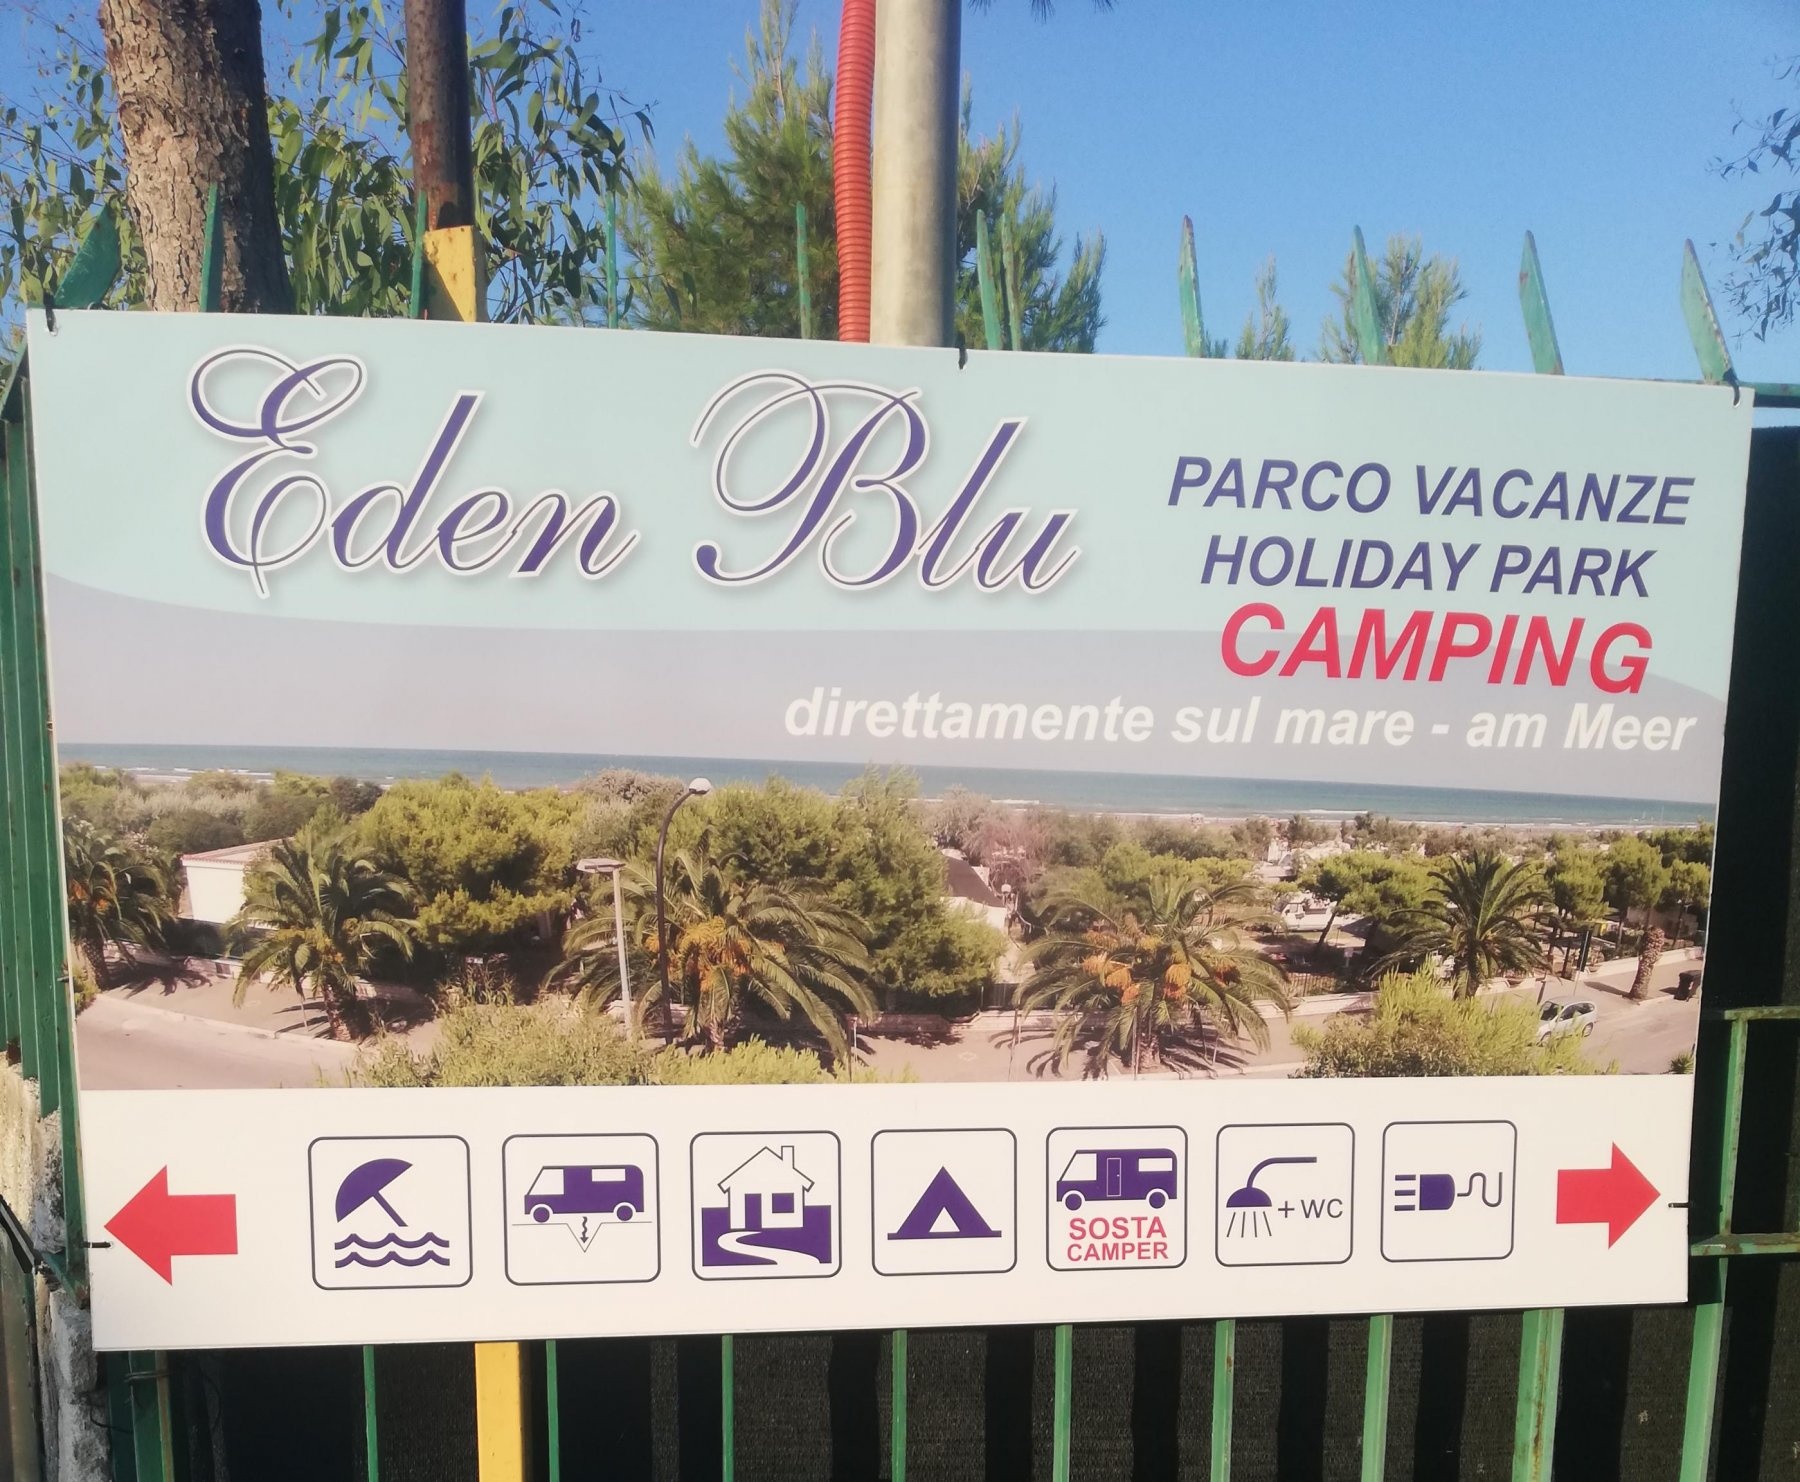 Eden Blu
PARCO VACANZE
HOLIDAY PARK
CAMPING
direttamente sul mare - am Meer
SOSTA
CAMPER
+WC